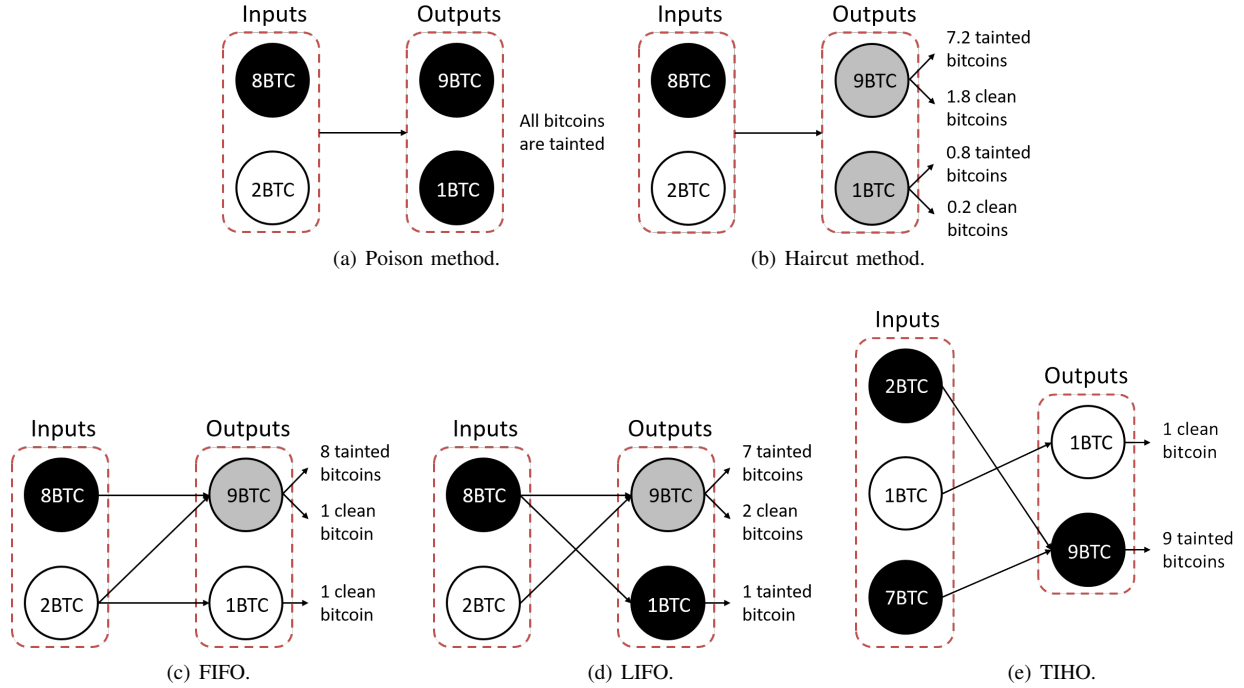 Inputs
Outputs
8BTC
9BTC
2BTC
1BTC
All bitcoins
are tainted
(a) Poison method.
Inputs
Outputs
8BTC
9BTC
2BTC
1BTC
7.2 tainted
bitcoins
1.8 clean
bitcoins
0.8 tainted
bitcoins
0.2 clean
bitcoins
(b) Haircut method.
Inputs
Outputs
8BTC
9BTC
2BTC
1BTC
8 tainted
bitcoins
1 clean
bitcoin
1 clean
bitcoin
(c) FIFO.
Inputs
Outputs
8BTC
9BTC
2BTC
1BTC
7 tainted
bitcoins
2 clean
bitcoins
1 tainted
bitcoin
(d) LIFO.
Inputs
Outputs
2BTC
1BTC
7BTC
1BTC
9BTC
1 clean
bitcoin
9 tainted
bitcoins
(e) TIHO.